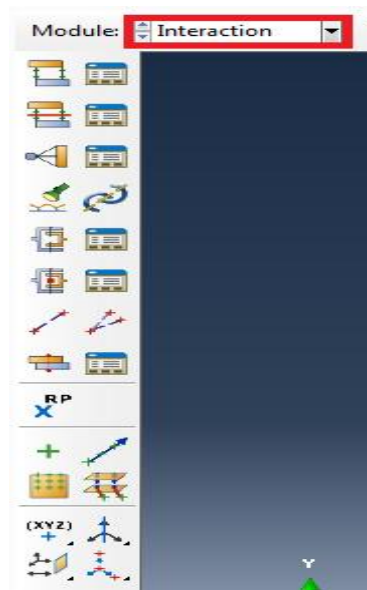 Module: Interaction
RP
(XYZ)
Y